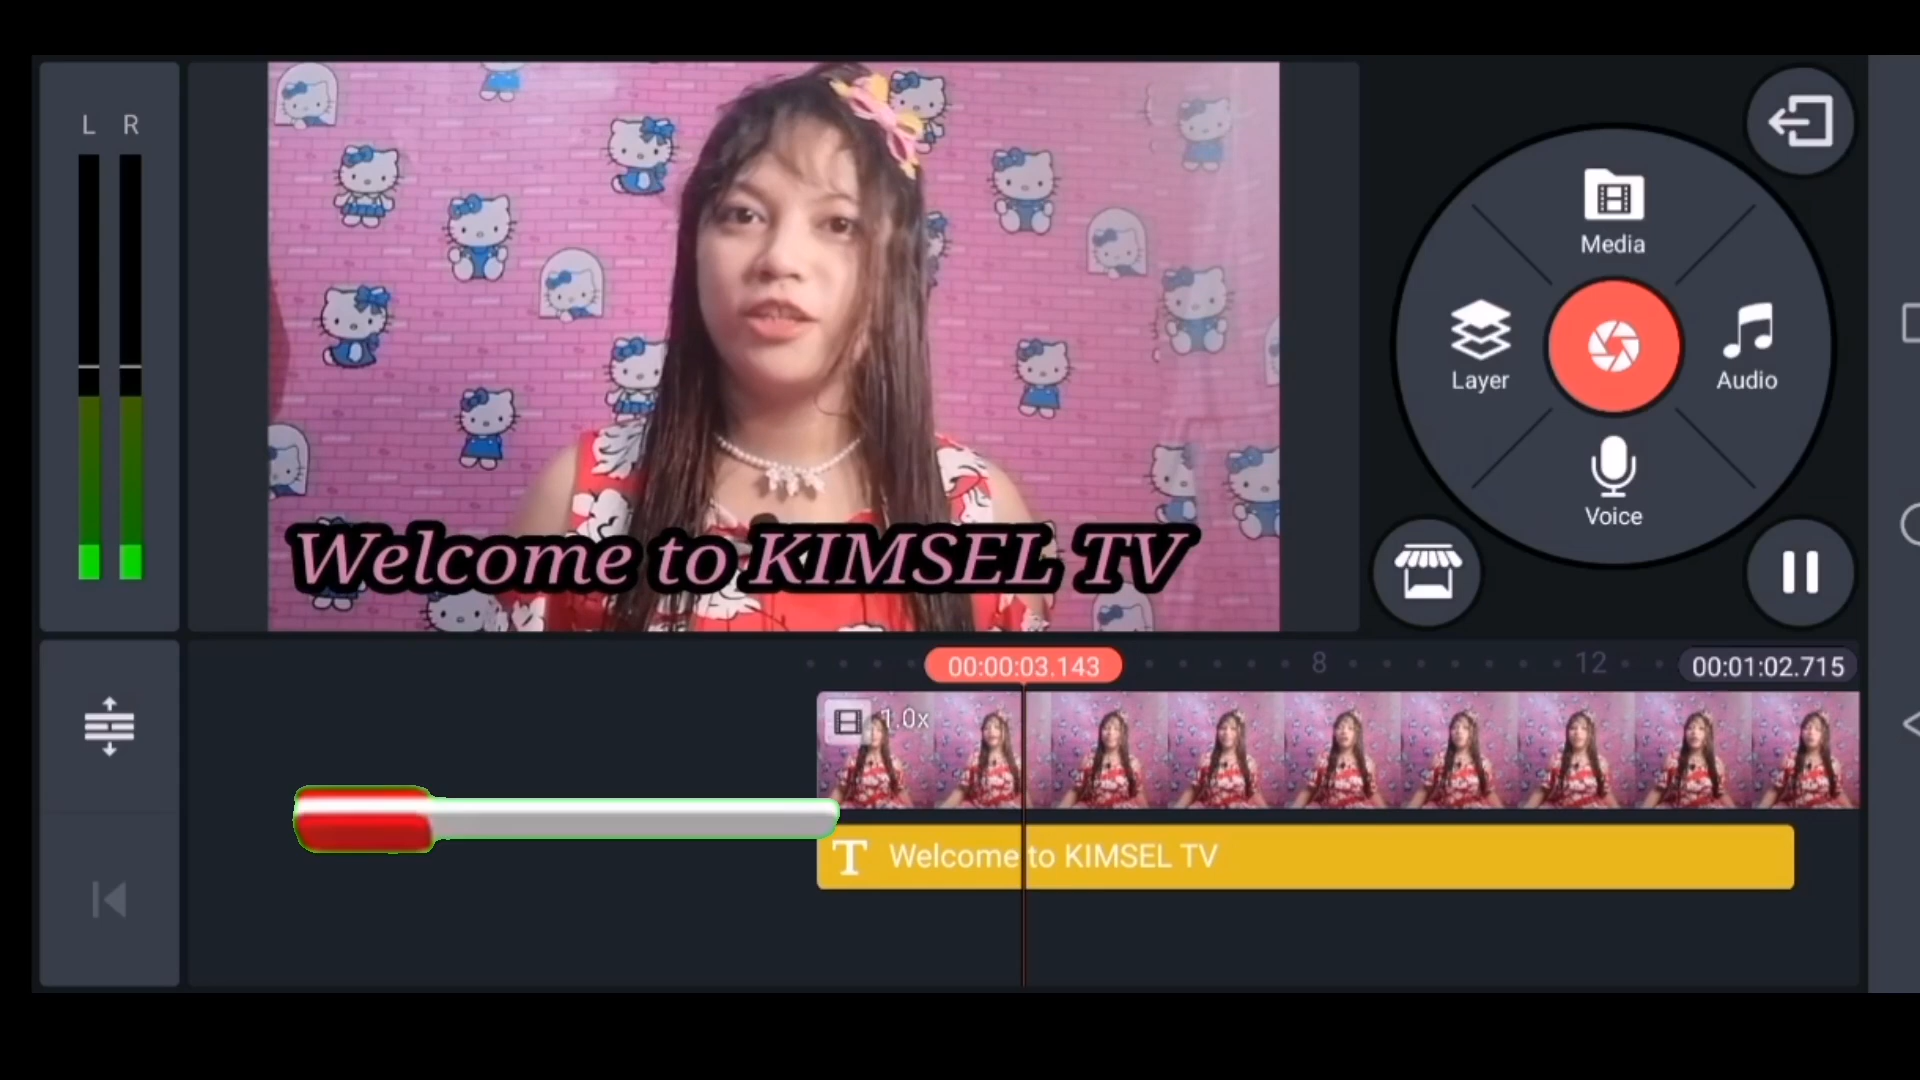 L R
Media
Layer
Audio
Voice
Welcome to KIMSEL TV
00:00:03.143
8
12
00:01:02.715
1.0x
T Welcome to KIMSEL TV